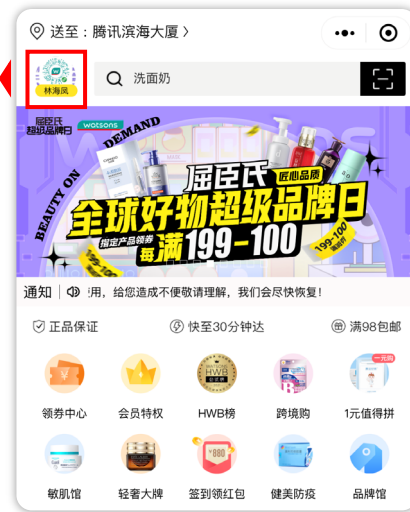 送至：腾讯滨海大厦 >
林海凤
洗面奶
屈臣氏
超级品牌日
watsons
BEAUTY ON
DEMAND
屈臣氏
匠心品质
全球好物超级品牌日
指定产品领券
每满199-100
199-100
通知
用，给您造成不便敬请理解，我们会尽快恢复！
正品保证
快至30分钟达
满98包邮
HWB
一元购
领券中心
会员特权
HWB榜
跨境购
1元值得拼
¥880
敏肌馆
轻奢大牌
签到领红包
健美防疫
品牌馆